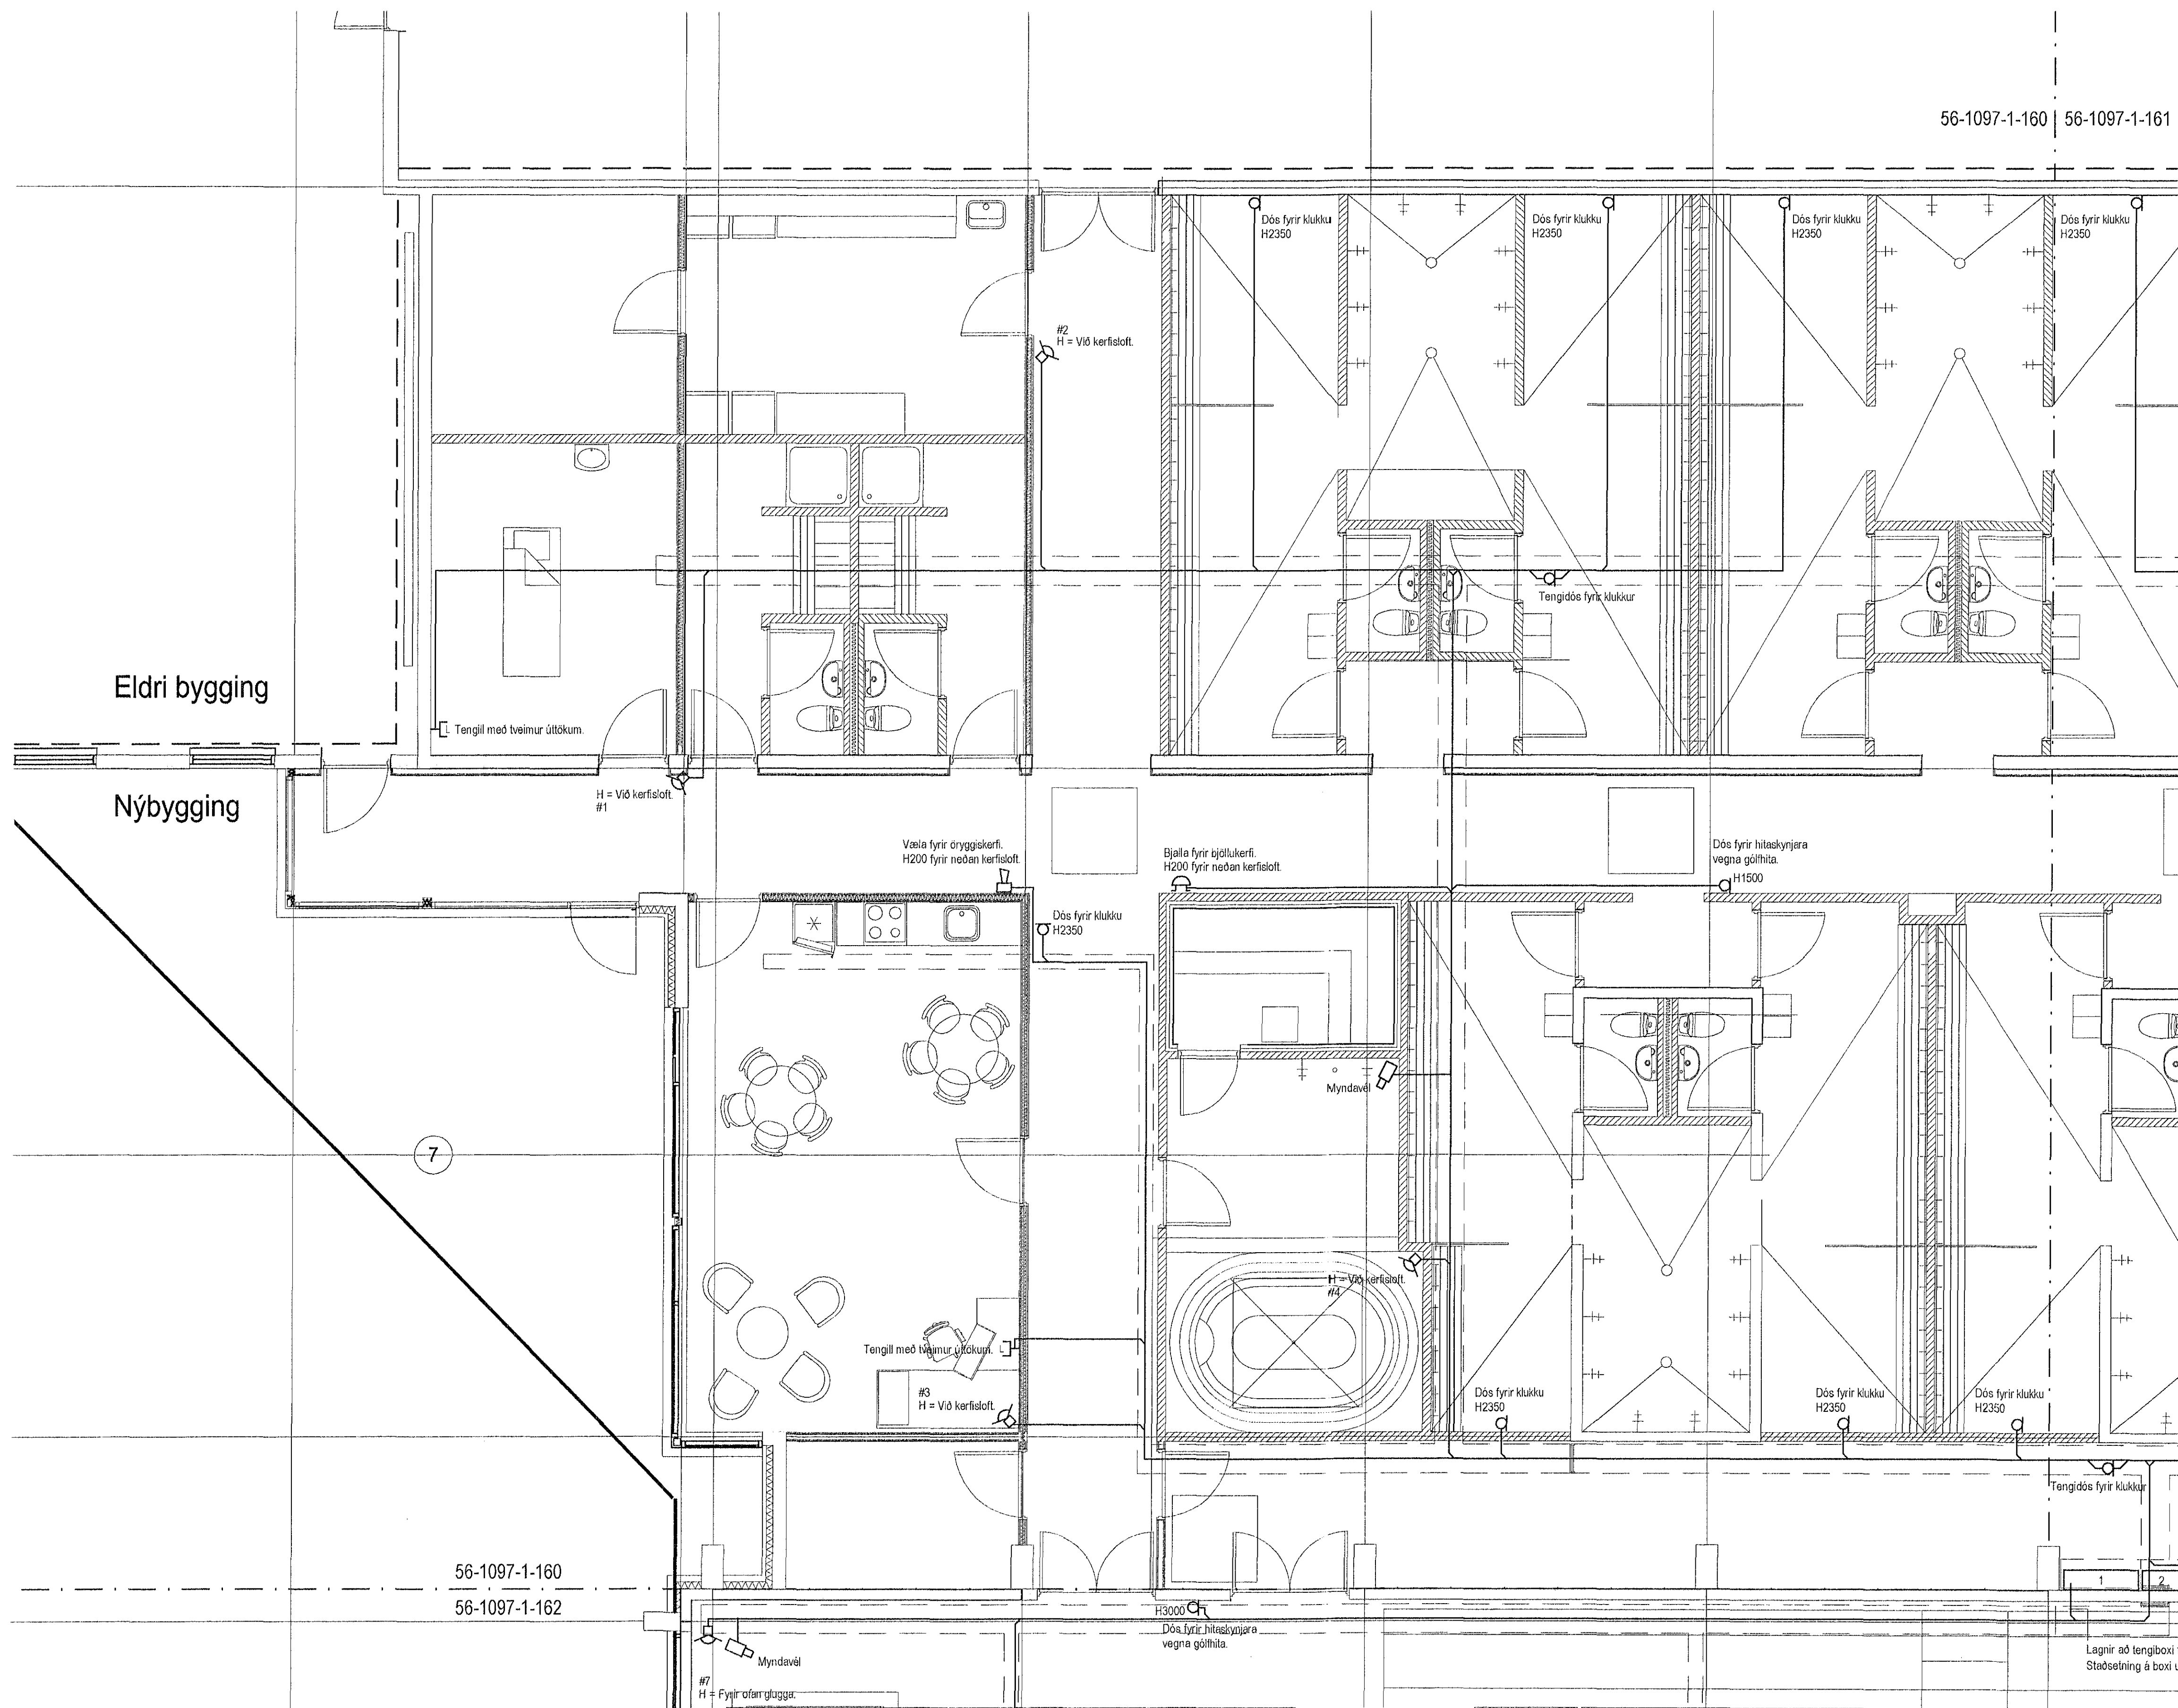 56-1097-1-160
56-1097-1-161
Dós fyrir klukku
H2350
Dós fyrir klukku
H2350
Dós fyrir klukku
H2350
Dós fyrir klukku
H2350
#2
H = Við kerfisloft.
Tengidós fyrir klukkur
Eldri bygging
Tengill með tveimur úttökum.
Nýbygging
H = Við kerfisloft.
#1
Væla fyrir öryggiskerfi.
H200 fyrir neðan kerfisloft.
Bjalla fyrir bjöllukerfi.
H200 fyrir neðan kerfisloft.
Dós fyrir hitaskynjara
vegna gólfhita.
H1500
Dós fyrir klukku
H2350
Myndavél
7
H = Við kerfisloft.
#4
Tengill með tveimur úttökum.
#3
H = Við kerfisloft.
Dós fyrir klukku
H2350
Dós fyrir klukku
H2350
Dós fyrir klukku
H2350
Tengidós fyrir klukkur
56-1097-1-160
56-1097-1-162
1
2
H3000
Dós fyrir hitaskynjara
vegna gólfhita.
Myndavél
#7
H = Fyrir ofan glugga.
Lagnir að tengiboxi
Staðsetning á boxi